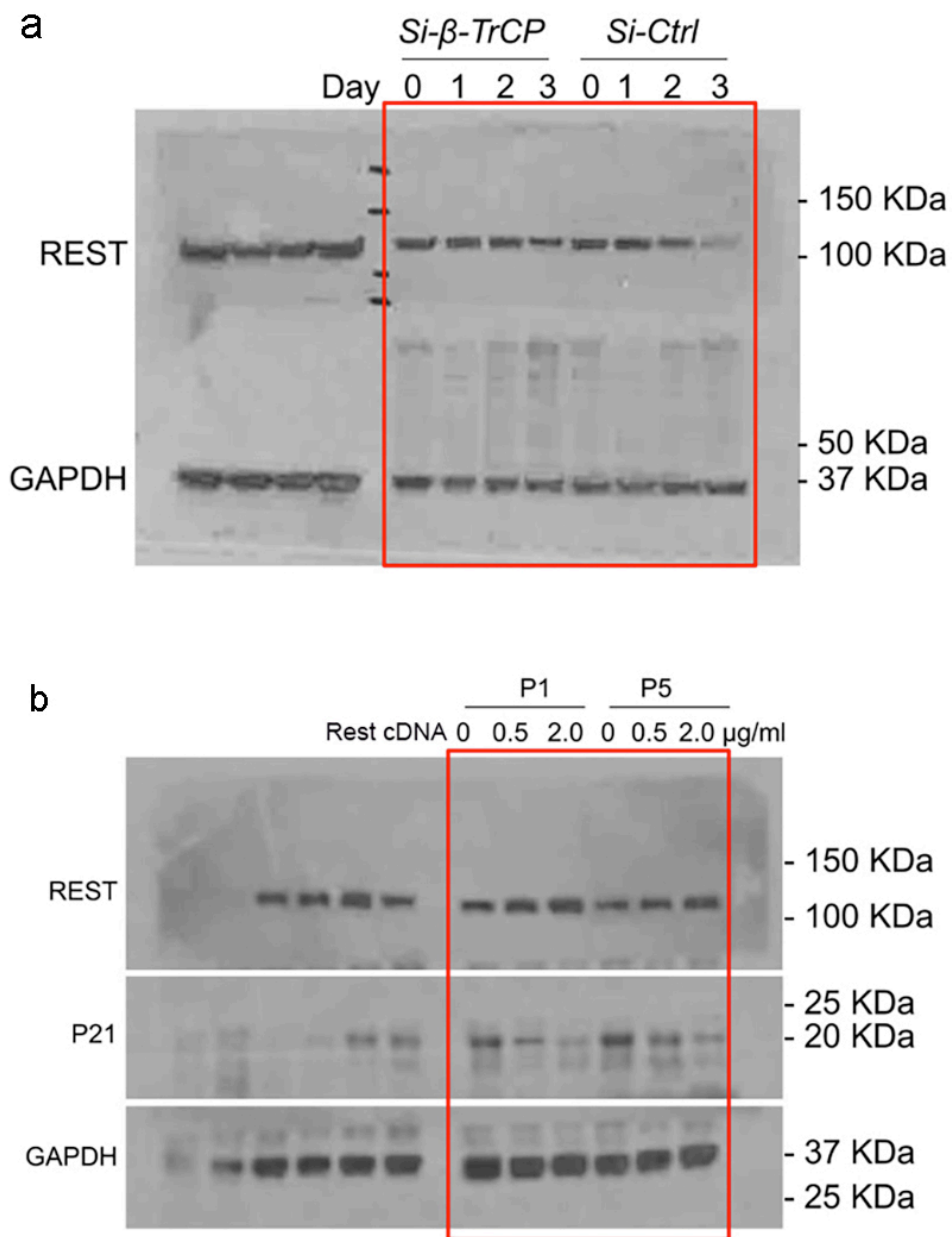 a
Si-β-TrCP Si-Ctrl
Day 0 1 2 3 0 1 2 3
- 150 KDa
REST
- 100 KDa
- 50 KDa
GAPDH
- 37 KDa
b
P1 P5
Rest cDNA 0 0.5 2.0 0 0.5 2.0 µg/ml
- 150 KDa
REST
- 100 KDa
- 25 KDa
P21
- 20 KDa
GAPDH
- 37 KDa
- 25 KDa